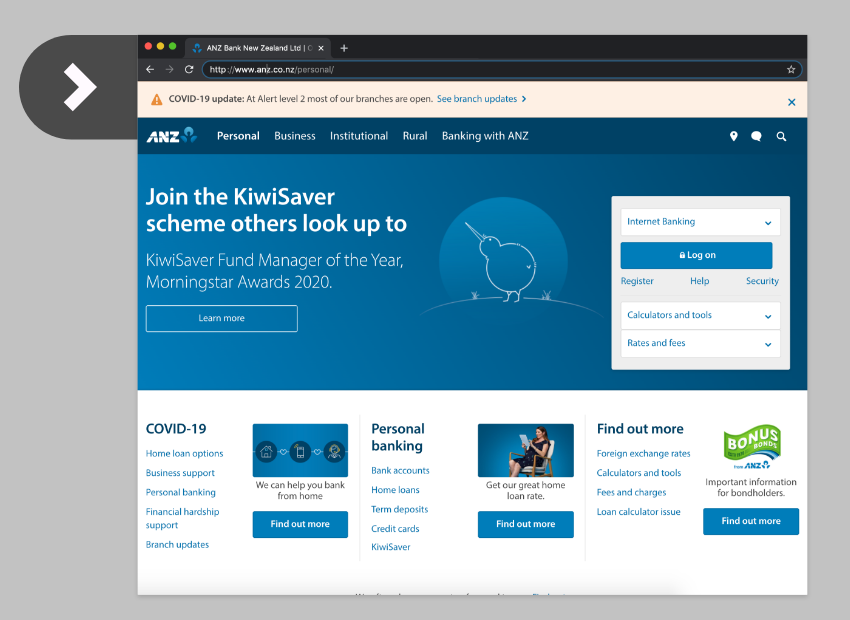 ANZ Bank New Zealand Ltd |
http://www.anz.co.nz/personal/
COVID-19 update: At Alert level 2 most of our branches are open. See branch updates
ANZ Personal Business Institutional Rural Banking with ANZ
Join the KiwiSaver
scheme others look up to
KiwiSaver Fund Manager of the Year,
Morningstar Awards 2020.
Learn more
Internet Banking
Log on
Register Help Security
Calculators and tools
Rates and fees
COVID-19
Home loan options
Business support
Personal banking
Financial hardship
support
Branch updates
We can help you bank
from home
Find out more
Personal
banking
Bank accounts
Home loans
Term deposits
Credit cards
KiwiSaver
Get our great home
loan rate.
Find out more
Find out more
Foreign exchange rates
Calculators and tools
Fees and charges
Loan calculator issue
BONUS
BONDS
from ANZ
Important information
for bondholders.
Find out more